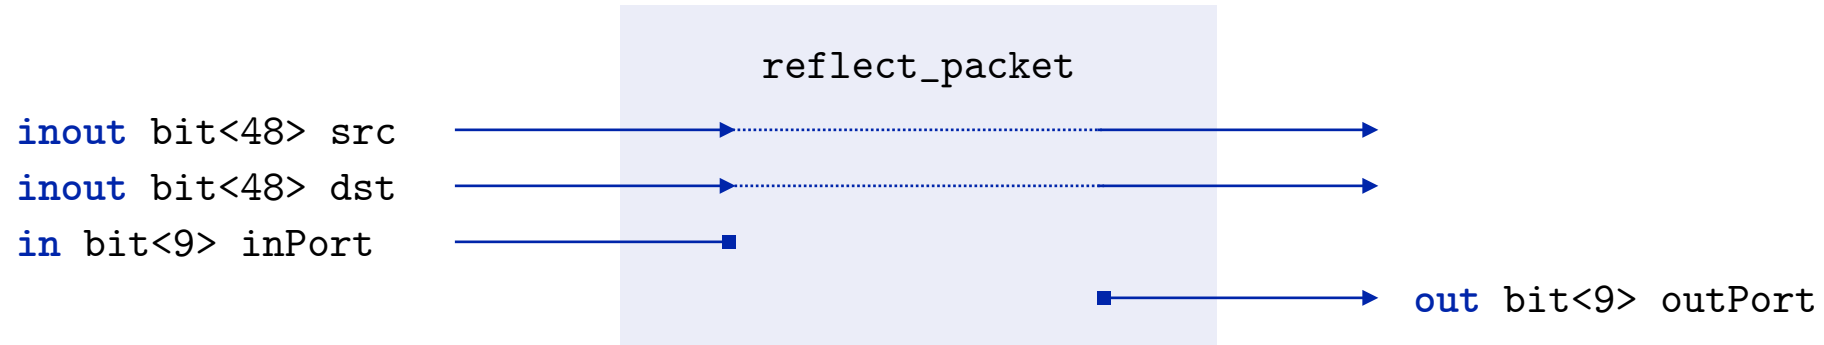 reflect_packet
inout bit<48> src
inout bit<48> dst
in bit<9> inPort
out bit<9> outPort